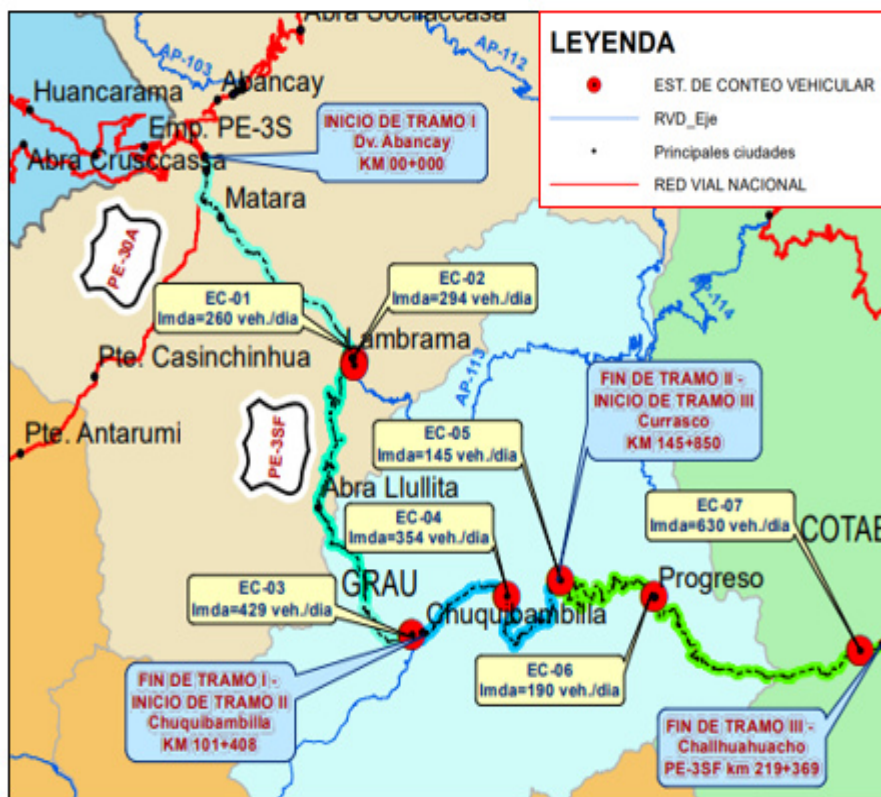 Abra Soctaccasa
AP-103
AP-112
Abancay
Huancarama
Emp. PE-3S
Abra Crusccassa
INICIO DE TRAMO I
Dv. Abancay
KM 00+000
LEYENDA
EST. DE CONTEO VEHICULAR
RVD_Eje
Principales ciudades
RED VIAL NACIONAL
Matara
PE-30A
EC-01
Imda=260 veh./dia
EC-02
Imda=294 veh./dia
AP-114
Lambrama
AP-113
Pte. Casinchinhua
FIN DE TRAMO II -
INICIO DE TRAMO III
Currasco
KM 145+850
Pte. Antarumi
PE-3SF
EC-05
Imda=145 veh./dia
Abra Llullita
EC-04
Imda=354 veh./dia
EC-07
Imda=630 veh./dia
COTAB
GRAU
Progreso
EC-03
Imda=429 veh./dia
Chuquibambilla
EC-06
Imda=190 veh./dia
FIN DE TRAMO I -
INICIO DE TRAMO II
Chuquibambilla
KM 101+408
FIN DE TRAMO III -
Challhuahuacho
PE-3SF km 219+369